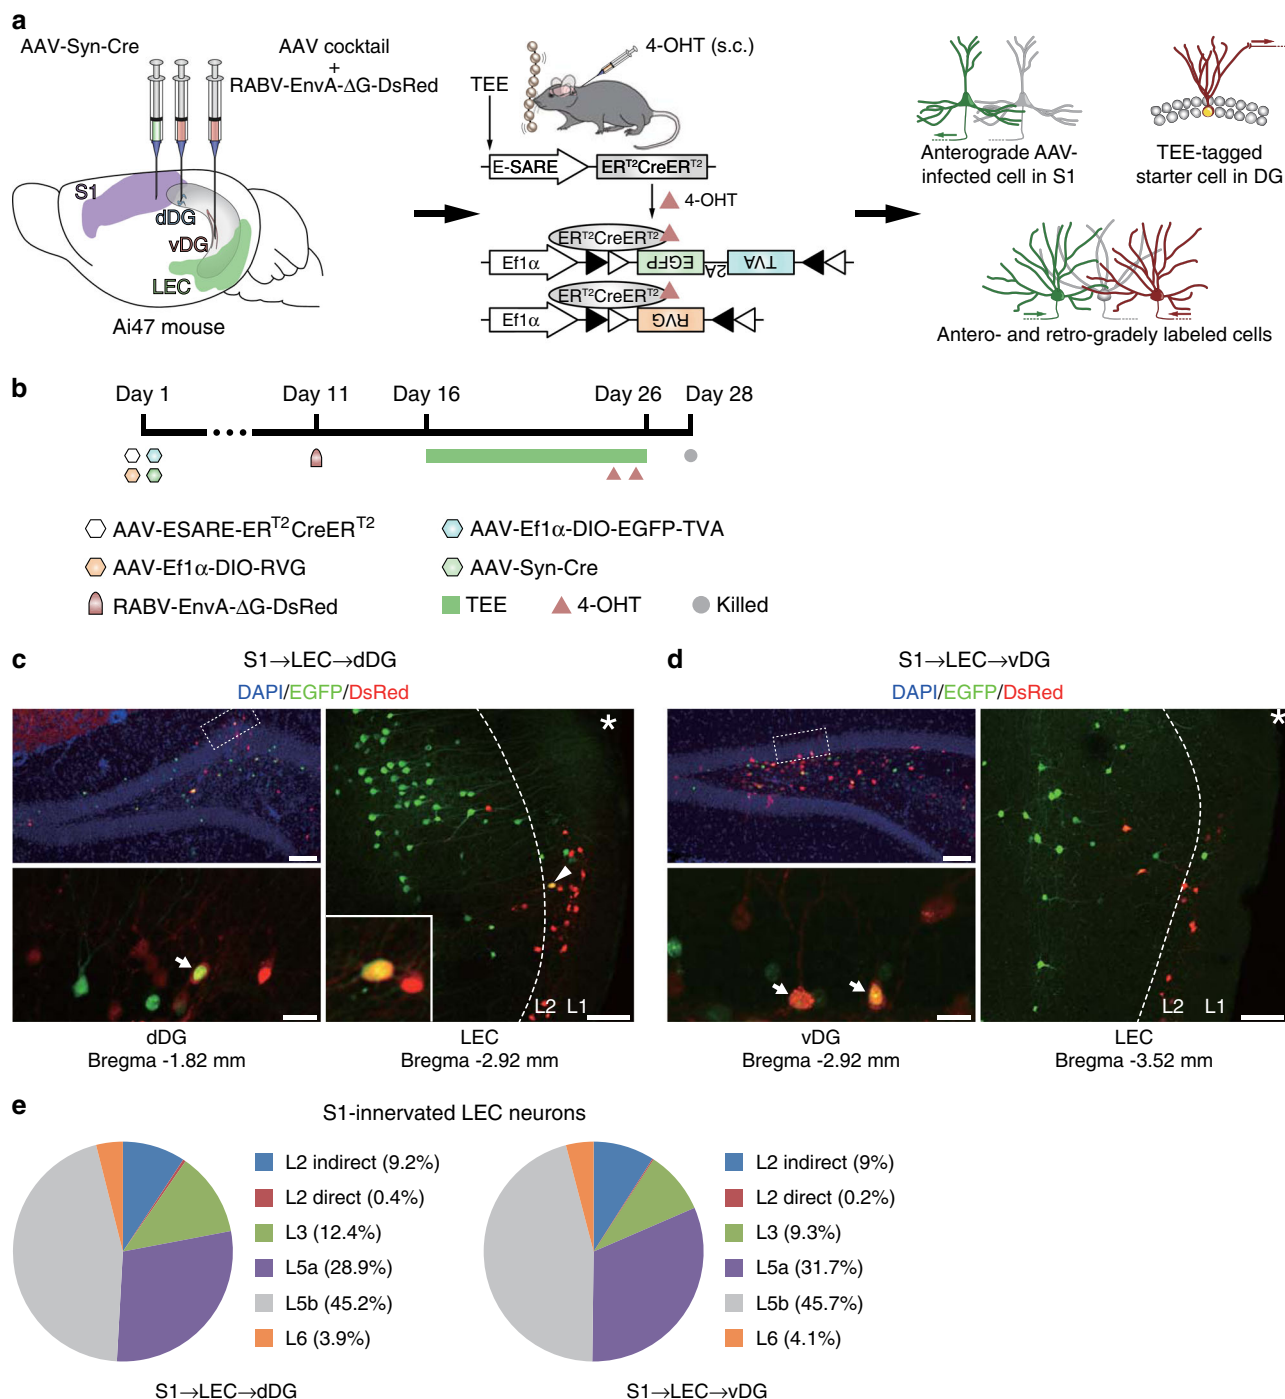 a
AAV-Syn-Cre
AAV cocktail
+
RABV-EnvA-ΔG-DsRed
S1
dDG
vDG
LEC
Ai47 mouse
4-OHT (s.c.)
TEE
E-SARE
ER^T2CreER^T2
4-OHT
ER^T2CreER^T2
Ef1α
EGFP
2A
TVA
ER^T2CreER^T2
Ef1α
RVG
Anterograde AAV-
infected cell in S1
TEE-tagged
starter cell in DG
Antero- and retro-gradely labeled cells
b
Day 1
Day 11
Day 16
Day 26
Day 28
AAV-ESARE-ER^T2CreER^T2
AAV-Ef1α-DIO-EGFP-TVA
AAV-Ef1α-DIO-RVG
AAV-Syn-Cre
RABV-EnvA-ΔG-DsRed
TEE
4-OHT
Killed
c
S1→LEC→dDG
DAPI/EGFP/DsRed
*
L2 L1
dDG
Bregma -1.82 mm
LEC
Bregma -2.92 mm
d
S1→LEC→vDG
DAPI/EGFP/DsRed
*
L2 L1
vDG
Bregma -2.92 mm
LEC
Bregma -3.52 mm
e
S1-innervated LEC neurons
L2 indirect (9.2%)
L2 direct (0.4%)
L3 (12.4%)
L5a (28.9%)
L5b (45.2%)
L6 (3.9%)
S1→LEC→dDG
L2 indirect (9%)
L2 direct (0.2%)
L3 (9.3%)
L5a (31.7%)
L5b (45.7%)
L6 (4.1%)
S1→LEC→vDG